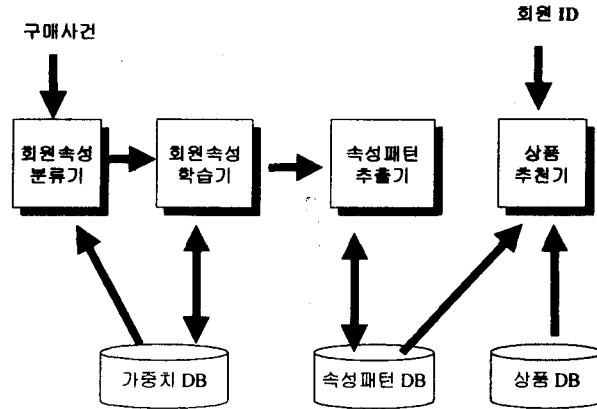 구매사건
회원 ID
회원속성
분류기
회원속성
학습기
속성패턴
추출기
상품
추천기
가중치 DB
속성패턴 DB
상품 DB